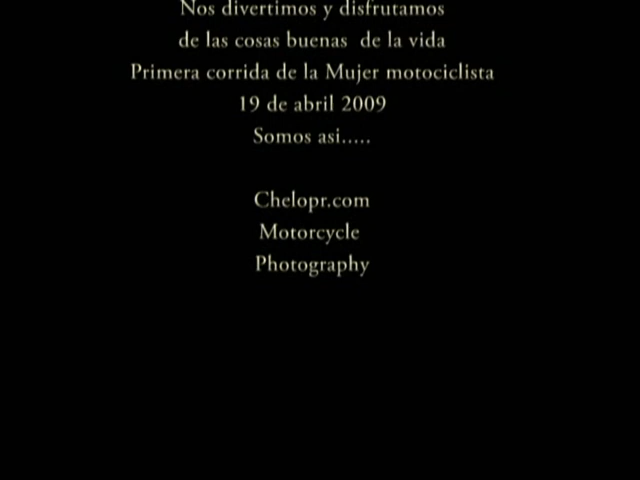 Nos divertimos y disfrutamos
de las cosas buenas de la vida
Primera corrida de la Mujer motociclista
19 de abril 2009
Somos asi.....
Chelopr.com
Motorcycle
Photography